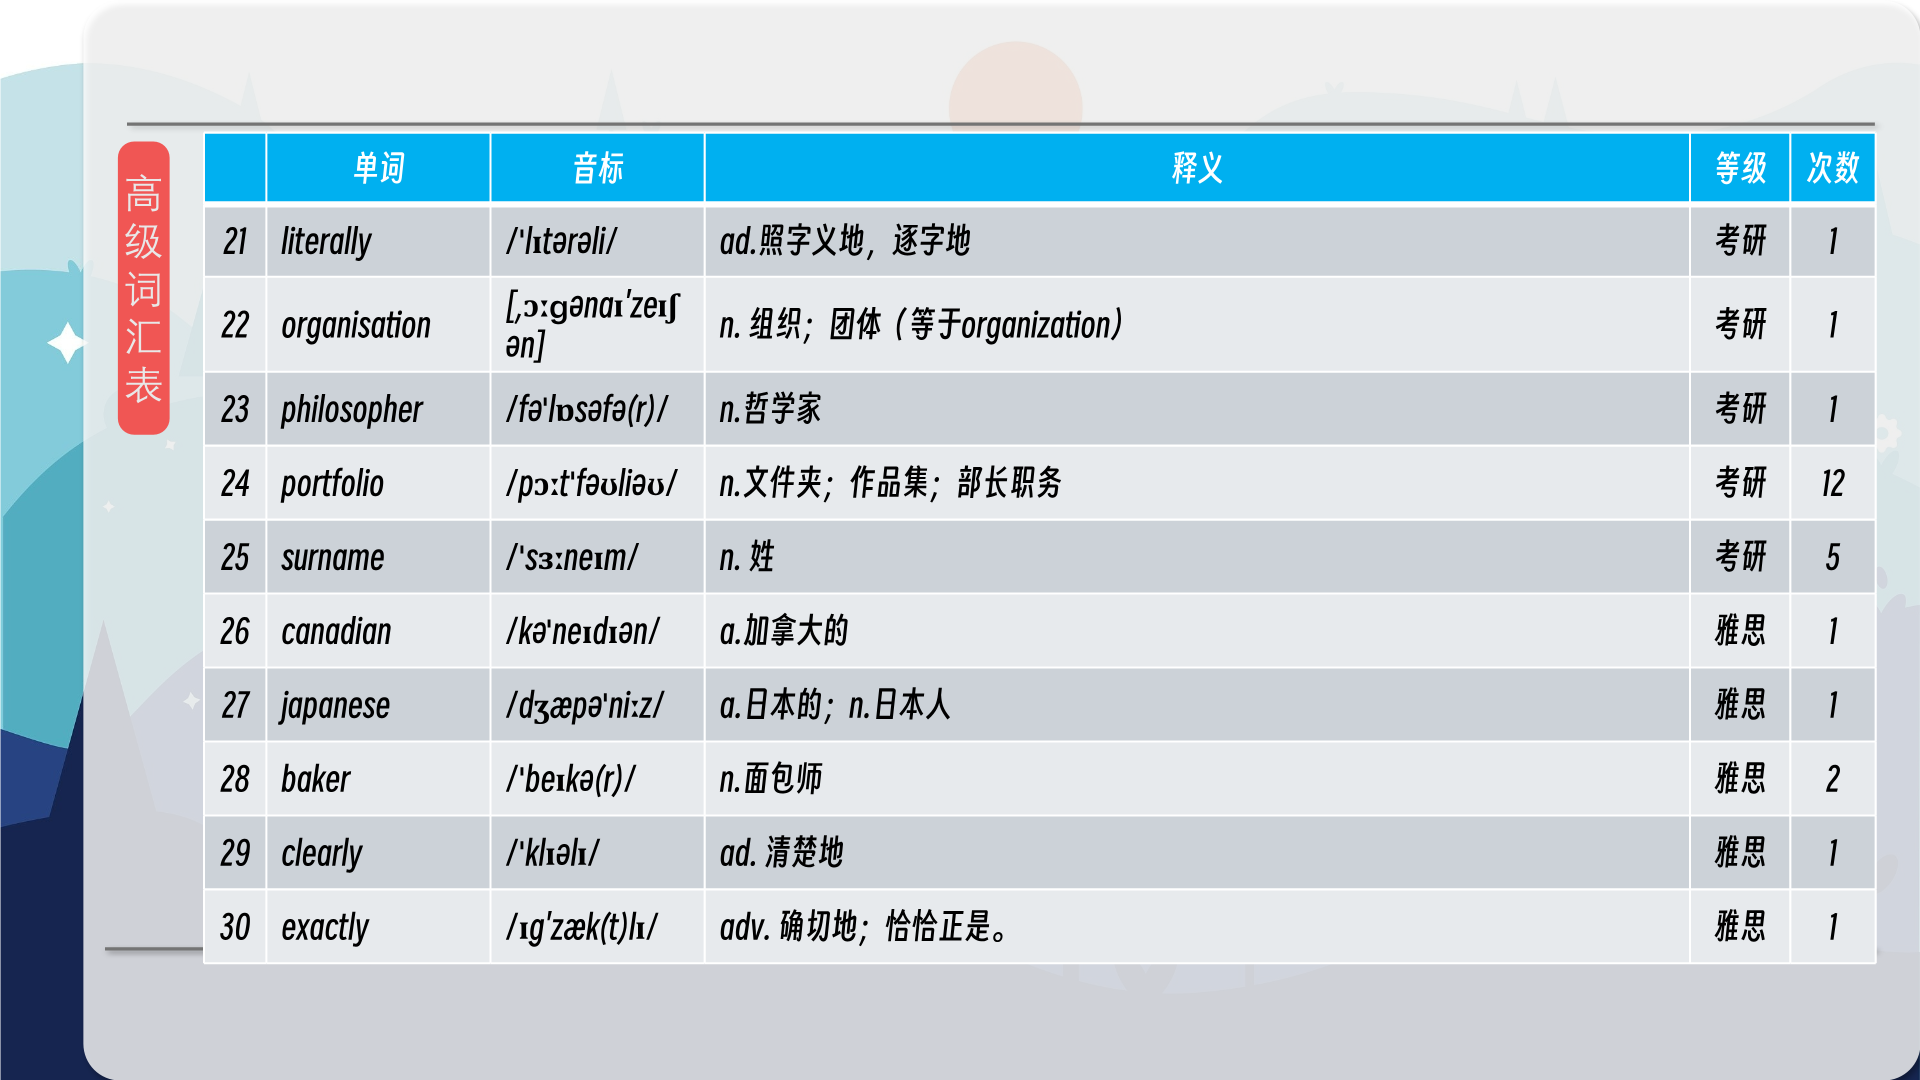 高级词汇表
单词 音标 释义 等级 次数
21 literally /'lɪtərəli/ ad.照字义地，逐字地 考研 1
22 organisation [,ɔːgənaɪ'zeɪʃ n. 组织；团体（等于organization） 考研 1
ən]
23 philosopher /fə'lɒsəfə(r)/ n.哲学家 考研 1
24 portfolio /pɔːt'fəʊliəʊ/ n.文件夹；作品集；部长职务 考研 12
25 surname /'sɜːneɪm/ n. 姓 考研 5
26 canadian /kə'neɪdɪən/ a.加拿大的 雅思 1
27 japanese /dʒæpə'niːz/ a.日本的；n.日本人 雅思 1
28 baker /'beɪkə(r)/ n.面包师 雅思 2
29 clearly /'klɪəlɪ/ ad. 清楚地 雅思 1
30 exactly /ɪg'zæk(t)lɪ/ adv. 确切地；恰恰正是。 雅思 1